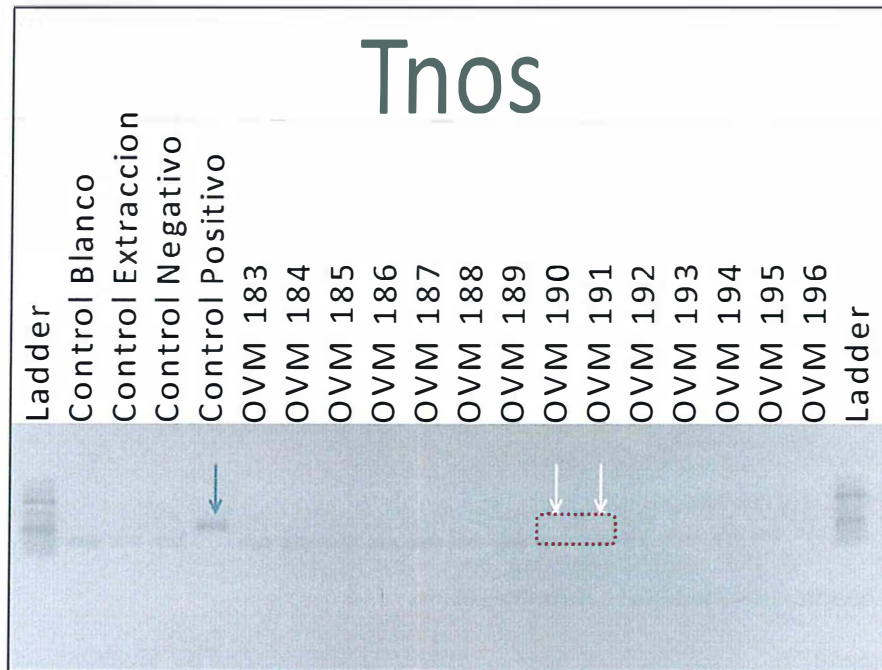 Tnos
Ladder
Control Blanco
Control Extraccion
Control Negativo
Control Positivo
OVM 183
OVM 184
OVM 185
OVM 186
OVM 187
OVM 188
OVM 189
OVM 190
OVM 191
OVM 192
OVM 193
OVM 194
OVM 195
OVM 196
Ladder